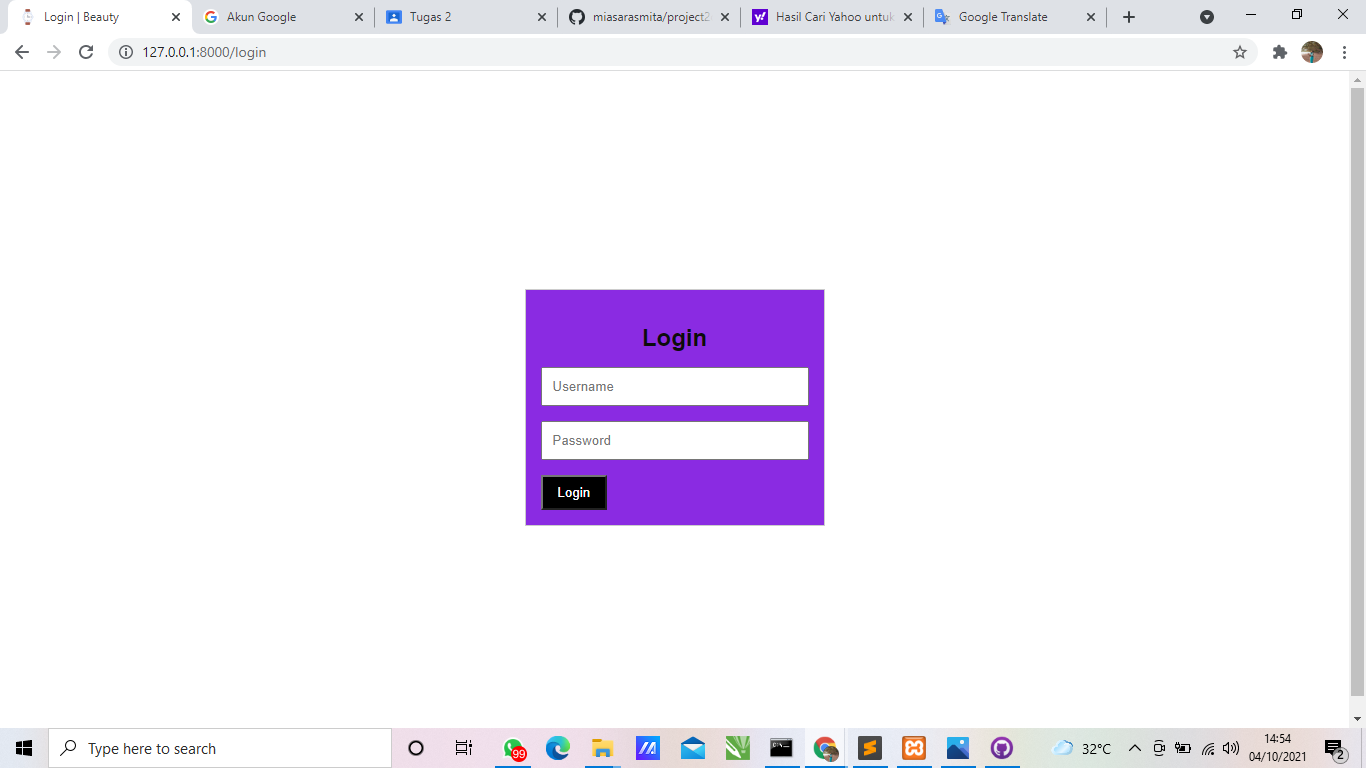 Login | Beauty
Akun Google
Tugas 2
miasarasmita/project2
Hasil Cari Yahoo untuk
Google Translate
127.0.0.1:8000/login
Login
Username
Password
Login
Type here to search
99
32°C
14:54
04/10/2021
2